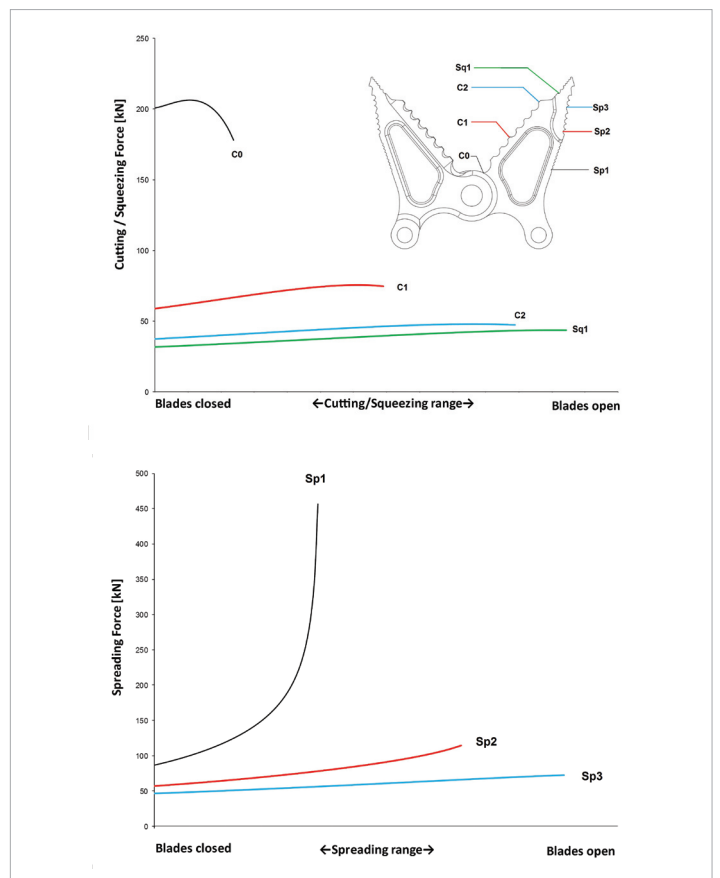 250
200
150
100
50
0
Cutting / Squeezing Force [kN]
C0
C1
C2
Sq1
Sq1
C2
C1
C0
Sp3
Sp2
Sp1
Blades closed
←Cutting/Squeezing range→
Blades open
500
450
400
350
300
250
200
150
100
50
0
Spreading Force [kN]
Sp1
Sp2
Sp3
Blades closed
←Spreading range→
Blades open